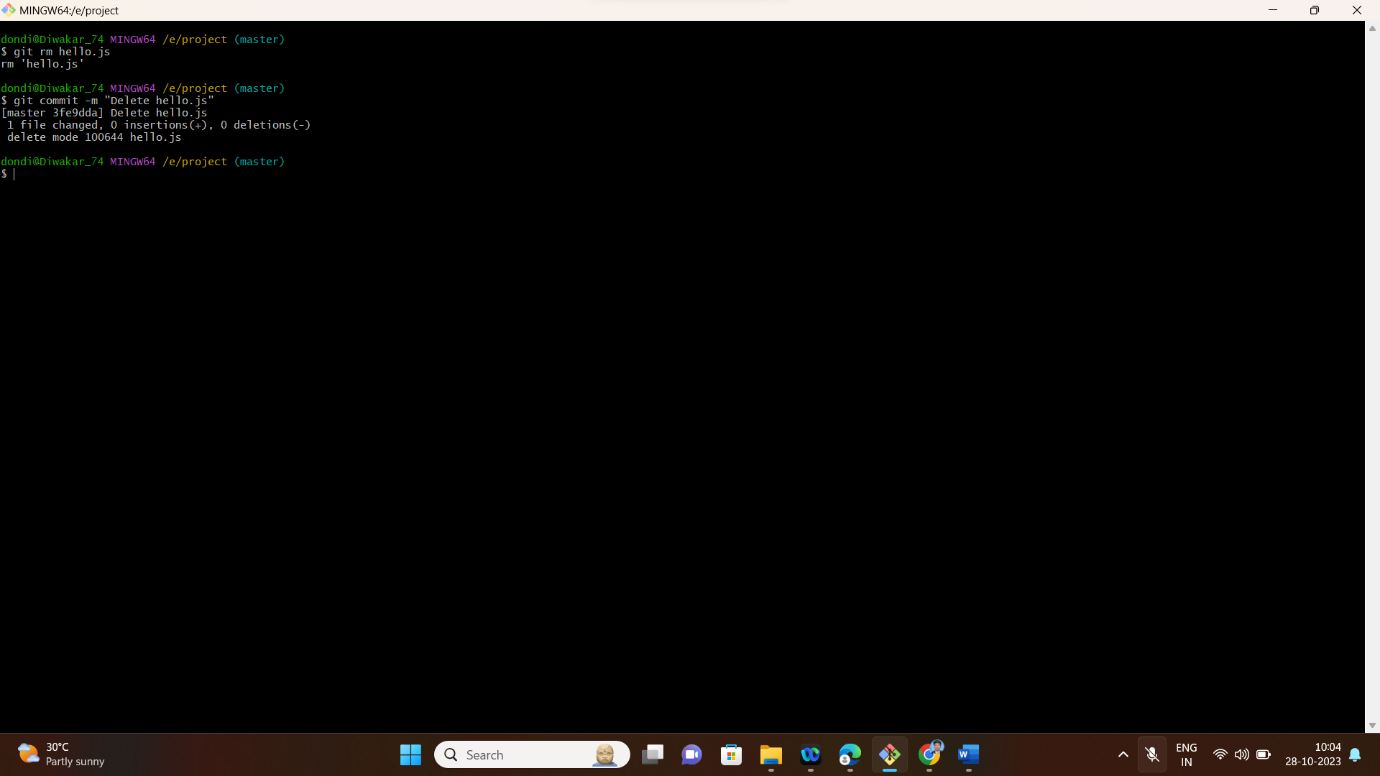 MINGW64:/e/project
dondi@Diwakar_74 MINGW64 /e/project (master)
$ git rm hello.js
rm 'hello.js'
dondi@Diwakar_74 MINGW64 /e/project (master)
$ git commit -m "Delete hello.js"
[master 3fe9dda] Delete hello.js
1 file changed, 0 insertions(+), 0 deletions(-)
delete mode 100644 hello.js
dondi@Diwakar_74 MINGW64 /e/project (master)
$
30°C
Partly sunny
Search
W
ENG
IN
10:04
28-10-2023